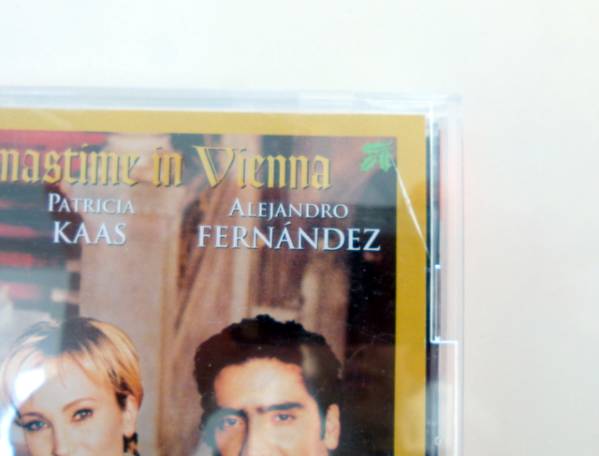 mastime in Vienna
PATRICIA ALEJANDRO
KAAS FERNÁNDEZ